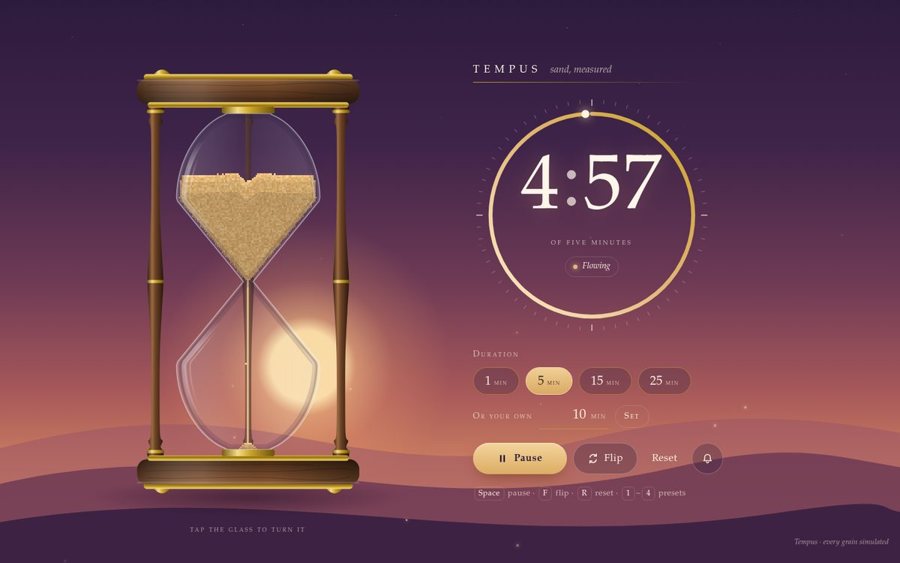 TEMPUS sand, measured
4:57
OF FIVE MINUTES
Flowing
DURATION
1 MIN 5 MIN 15 MIN 25 MIN
OR YOUR OWN 10 MIN SET
Pause Flip Reset
Space pause · F flip · R reset · 1 – 4 presets
TAP THE GLASS TO TURN IT
Tempus · every grain simulated